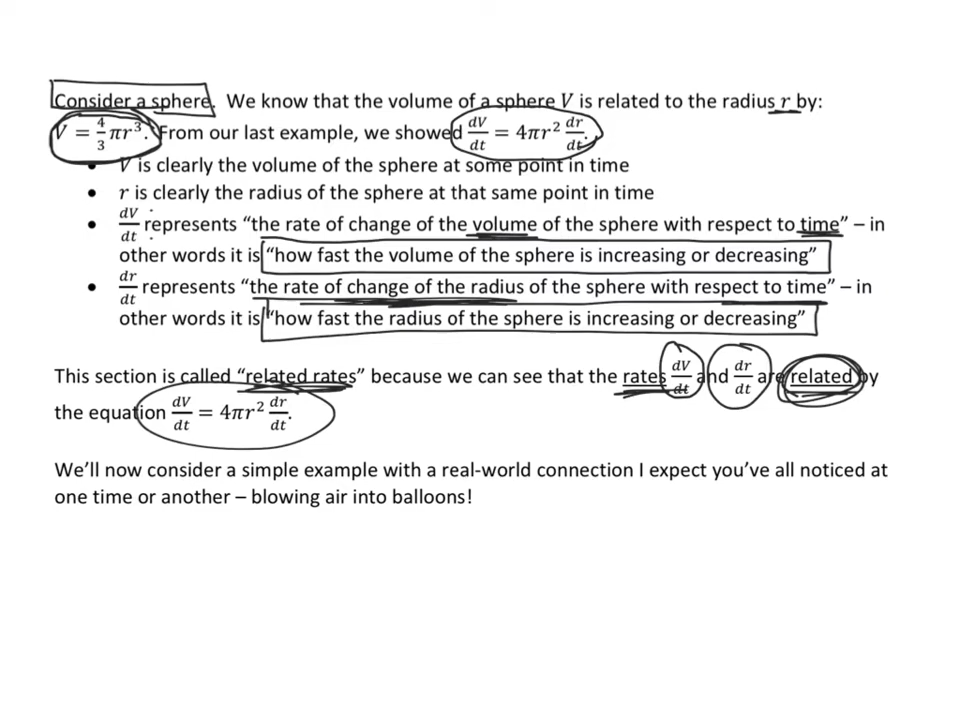 Consider a sphere. We know that the volume of a sphere V is related to the radius r by:
V = 4/3 πr³. From our last example, we showed dV/dt = 4πr² dr/dt.
• V is clearly the volume of the sphere at some point in time
• r is clearly the radius of the sphere at that same point in time
• dV/dt represents “the rate of change of the volume of the sphere with respect to time” – in
other words it is “how fast the volume of the sphere is increasing or decreasing”
• dr/dt represents “the rate of change of the radius of the sphere with respect to time” – in
other words it is “how fast the radius of the sphere is increasing or decreasing”
This section is called “related rates” because we can see that the rates dV/dt and dr/dt are related by
the equation dV/dt = 4πr² dr/dt.
We’ll now consider a simple example with a real-world connection I expect you’ve all noticed at
one time or another – blowing air into balloons!